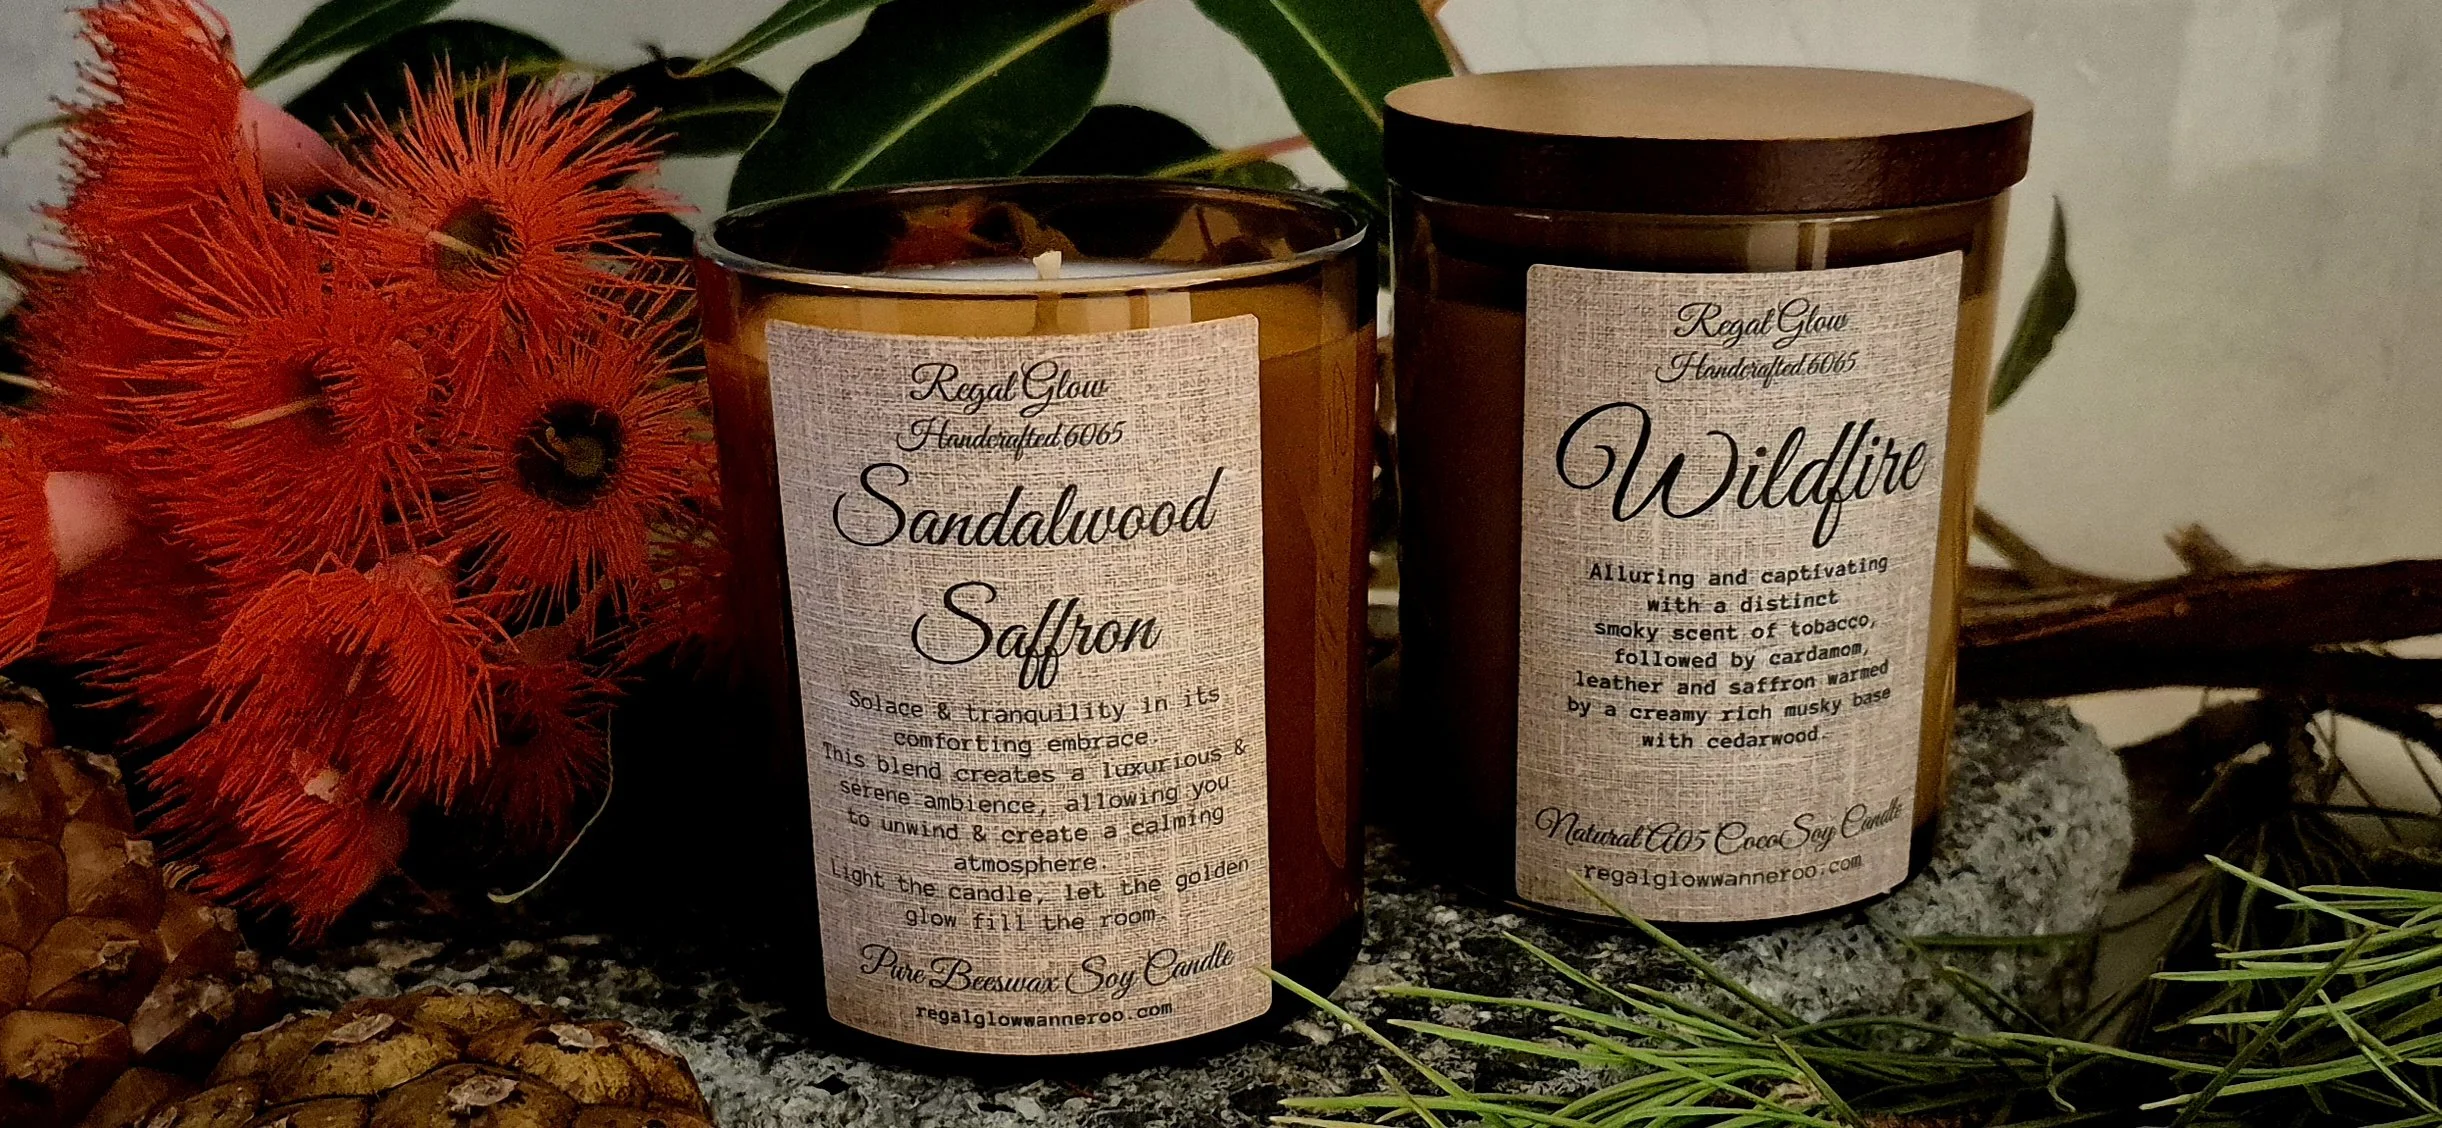 Regal Glow
Handcrafted 6065
Sandalwood
Saffron
Solace & tranquility in its
comforting embrace.
This blend creates a luxurious &
serene ambience, allowing you
to unwind & create a calming
atmosphere.
Light the candle, let the golden
glow fill the room.
Pure Beeswax Soy Candle
regalglowwanneroo.com
Regal Glow
Handcrafted 6065
Wildfire
Alluring and captivating
with a distinct
smoky scent of tobacco,
followed by cardamom,
leather and saffron warmed
by a creamy rich musky base
with cedarwood.
Natural A05 CocoSoy Candle
regalglowwanneroo.com